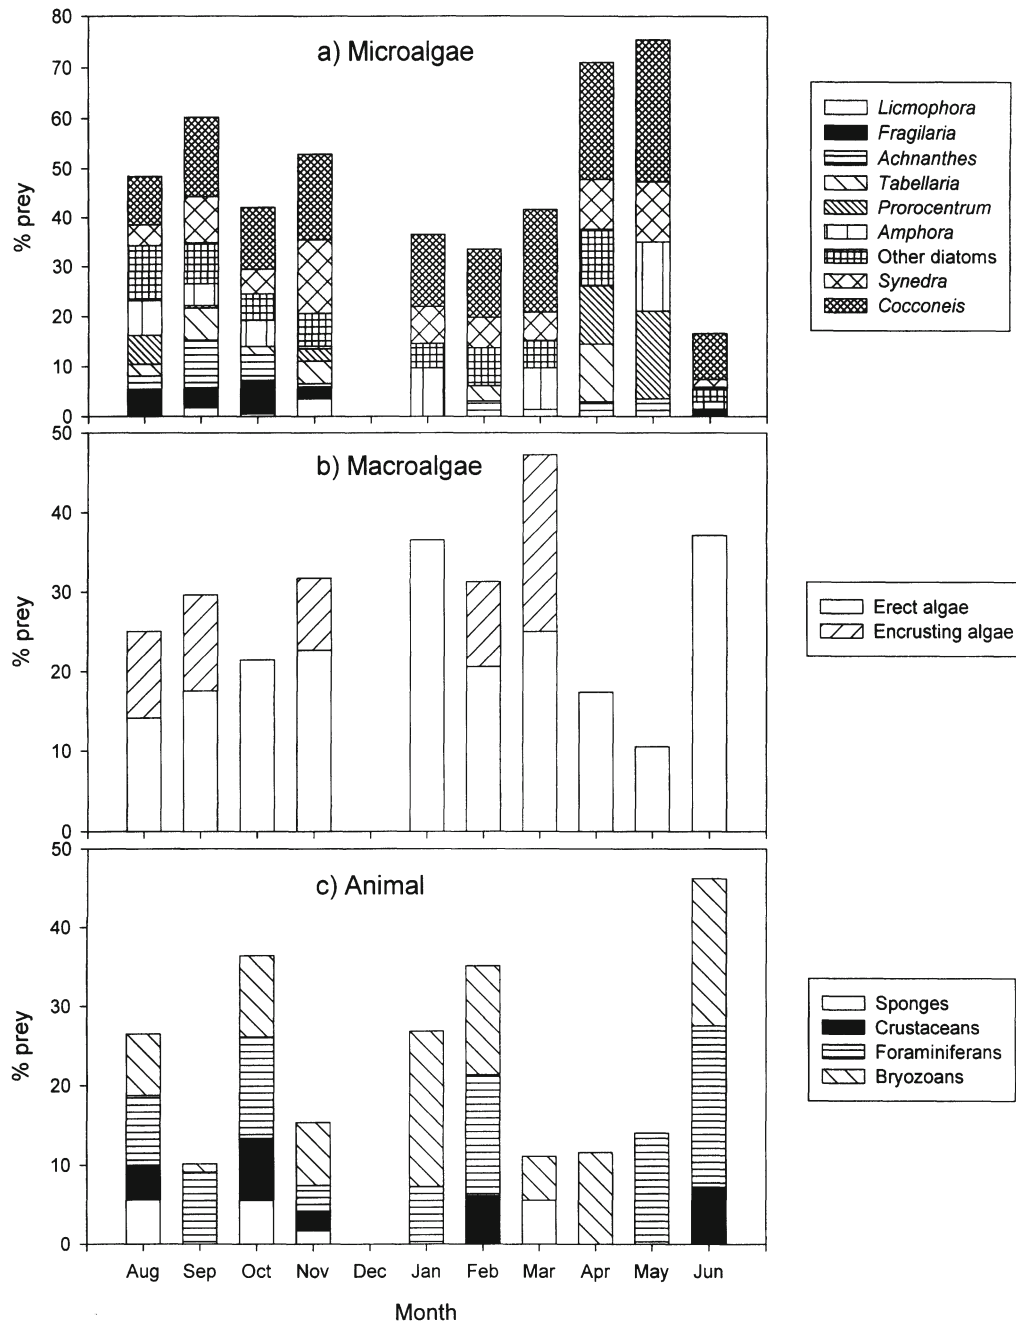 80
70
60
50
40
30
20
10
0
% prey
a) Microalgae
Licmophora
Fragilaria
Achnanthes
Tabellaria
Prorocentrum
Amphora
Other diatoms
Synedra
Cocconeis
50
40
30
20
10
0
% prey
b) Macroalgae
Erect algae
Encrusting algae
50
40
30
20
10
0
% prey
c) Animal
Sponges
Crustaceans
Foraminiferans
Bryozoans
Aug Sep Oct Nov Dec Jan Feb Mar Apr May Jun
Month